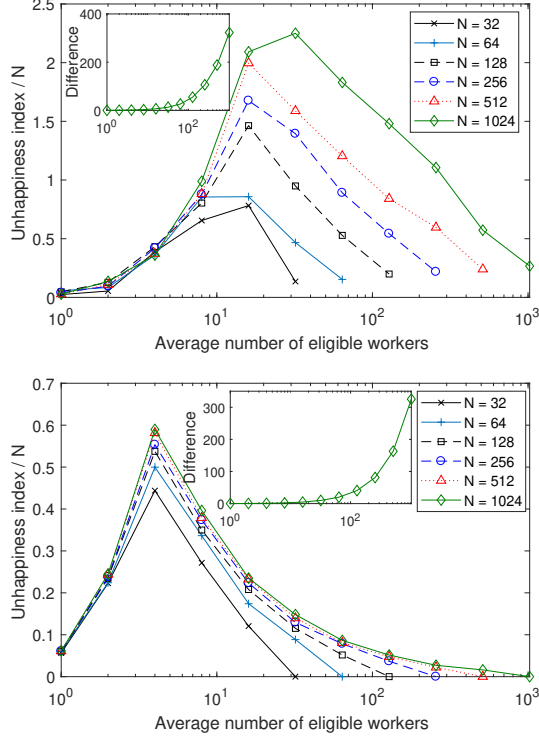 2.5
2
1.5
1
0.5
0
Unhappiness index / N
10^0
10^1
10^2
10^3
Average number of eligible workers
400
200
0
Difference
10^0
10^2
N = 32
N = 64
N = 128
N = 256
N = 512
N = 1024
0.7
0.6
0.5
0.4
0.3
0.2
0.1
0
Unhappiness index / N
10^0
10^1
10^2
10^3
Average number of eligible workers
300
200
100
0
Difference
10^0
10^2
N = 32
N = 64
N = 128
N = 256
N = 512
N = 1024